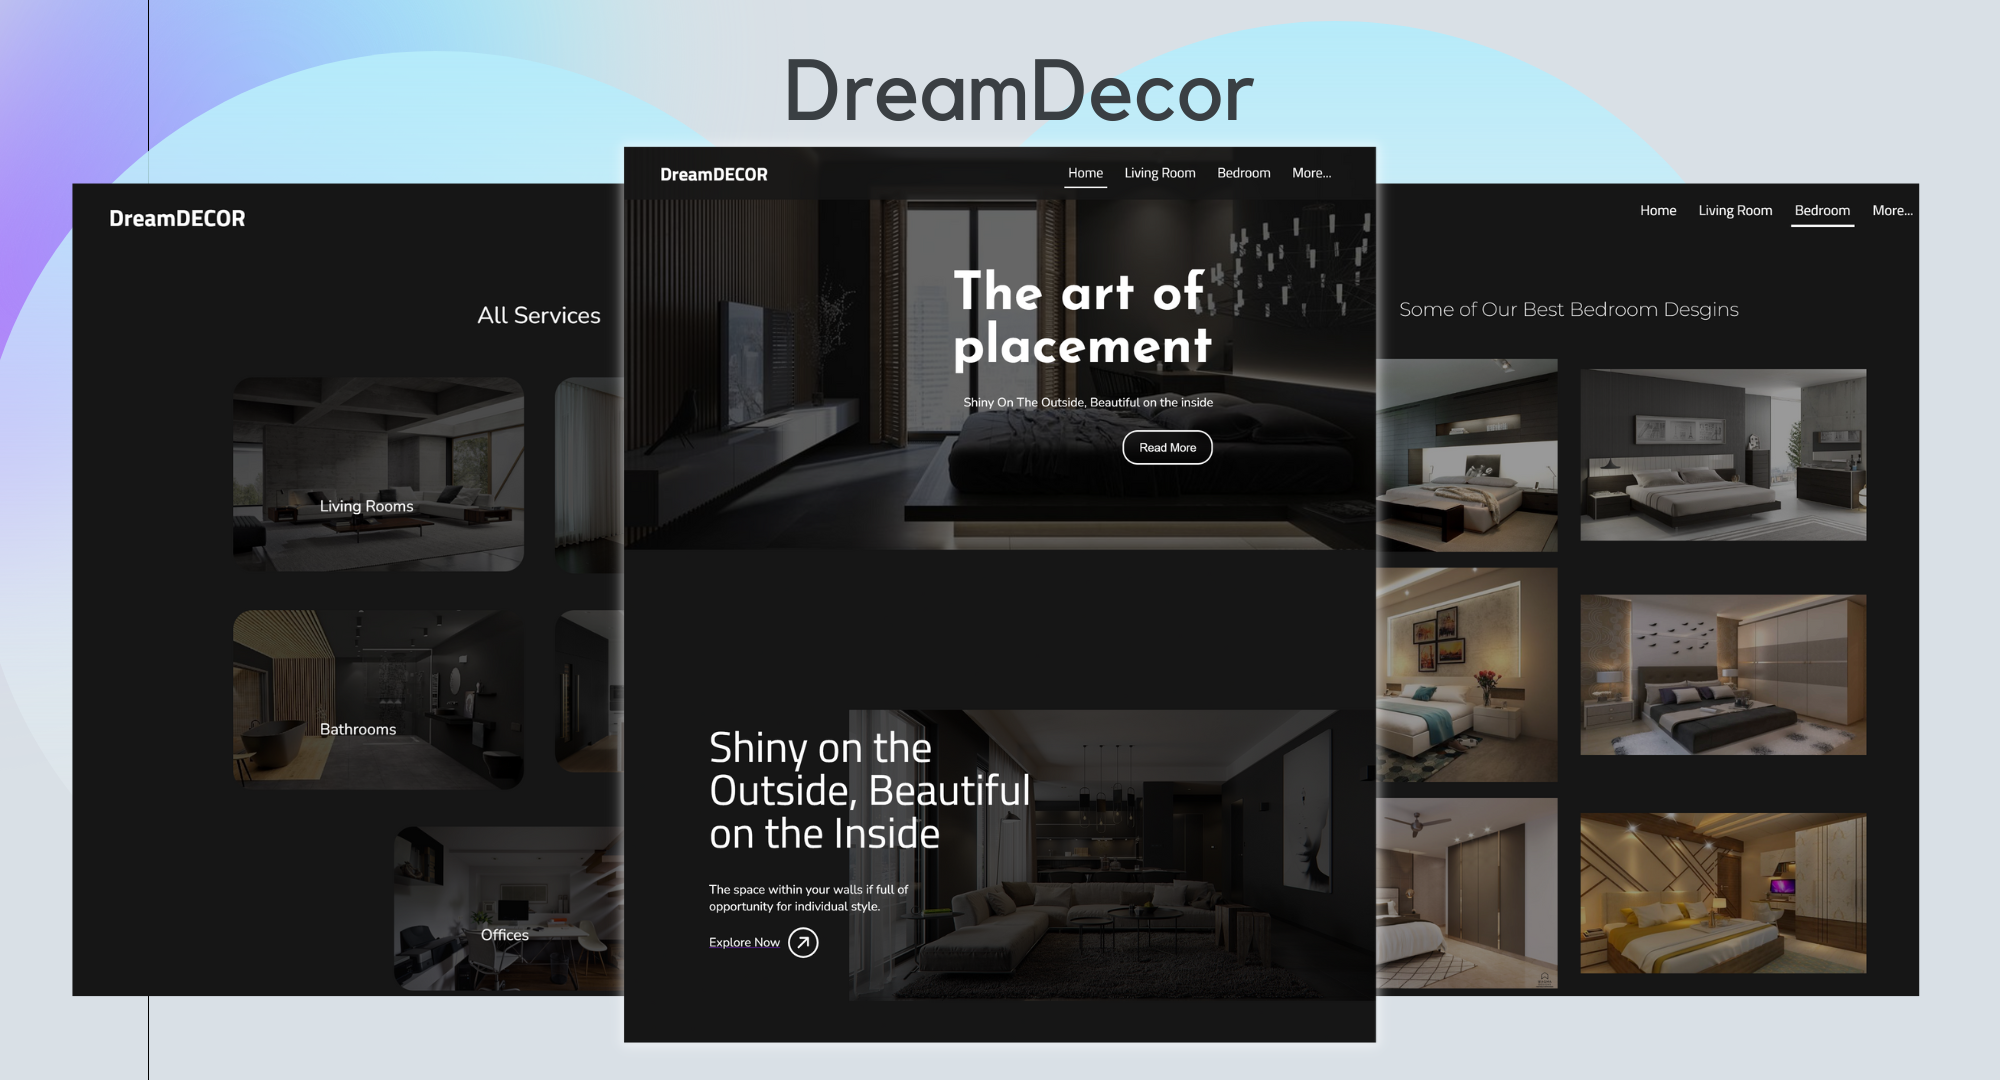 DreamDecor
DreamDECOR
All Services
Living Rooms
Bathrooms
Offices
DreamDECOR
Home Living Room Bedroom More...
The art of
placement
Shiny On The Outside, Beautiful on the inside
Read More
Shiny on the
Outside, Beautiful
on the Inside
The space within your walls if full of
opportunity for individual style.
Explore Now
Home Living Room Bedroom More...
Some of Our Best Bedroom Desgins